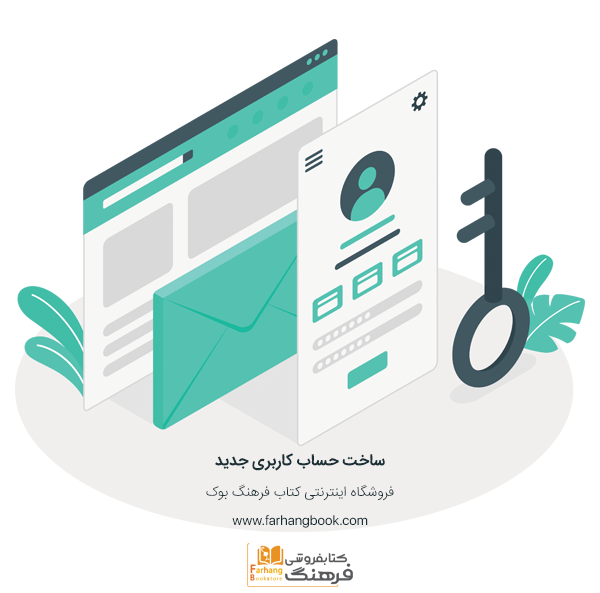 ساخت حساب کاربری جدید
فروشگاه اینترنتی کتاب فرهنگ بوک
www.farhangbook.com
کتابفروشی
فرهنگ
Farhang
Bookstore